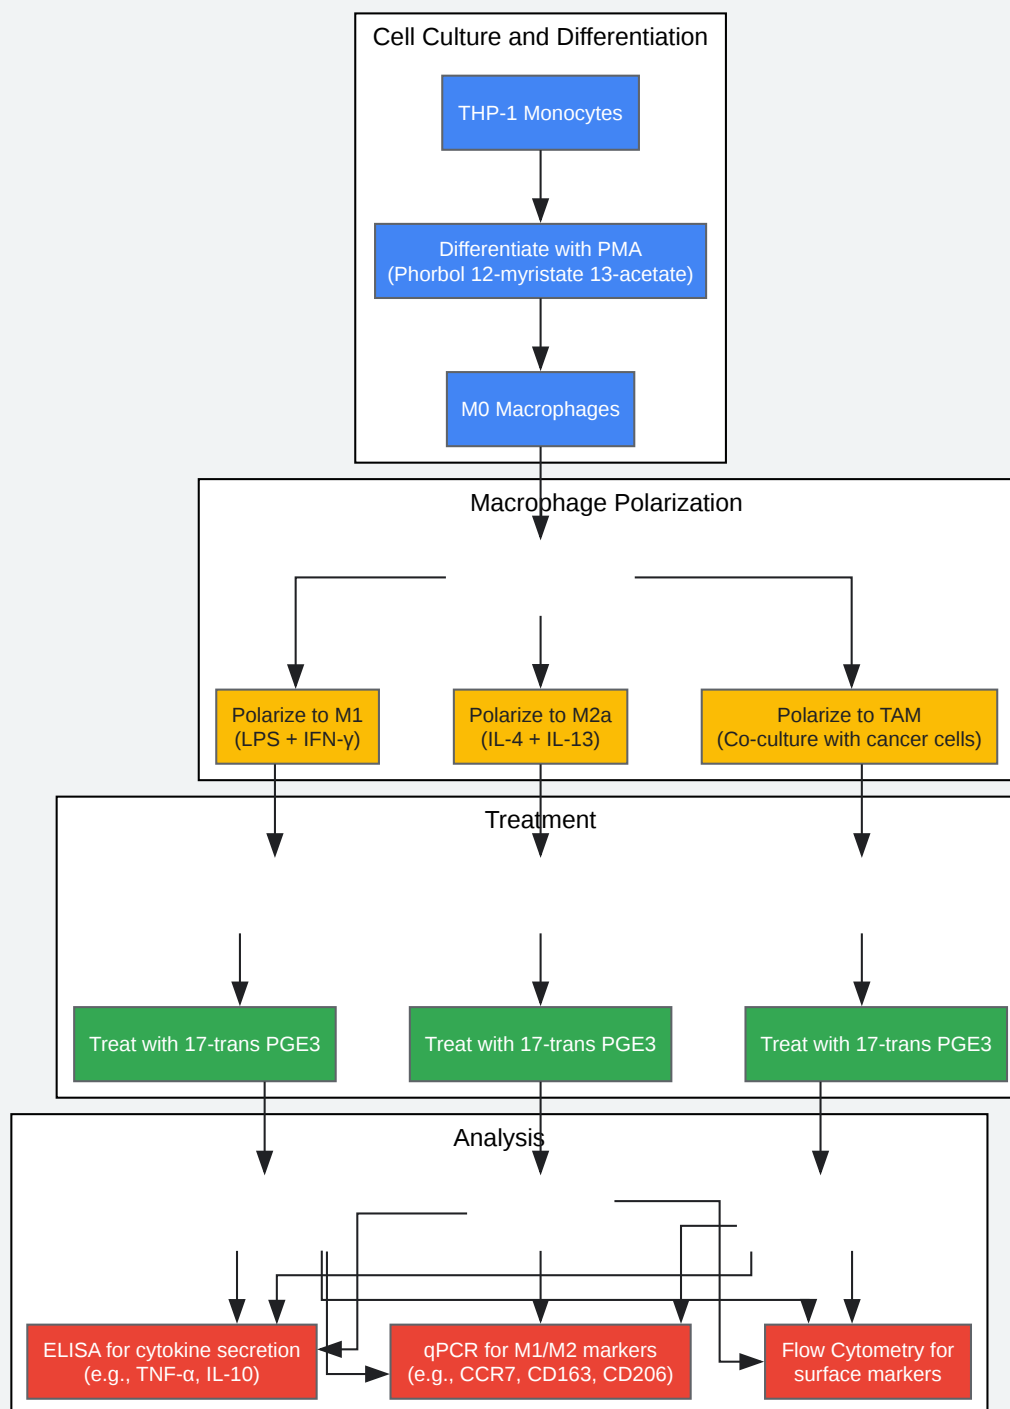 Cell Culture and Differentiation
THP-1 Monocytes
Differentiate with PMA
(Phorbol 12-myristate 13-acetate)
M0 Macrophages
Macrophage Polarization
Polarize to M1
(LPS + IFN-γ)
Polarize to M2a
(IL-4 + IL-13)
Polarize to TAM
(Co-culture with cancer cells)
Treatment
Treat with 17-trans PGE3
Treat with 17-trans PGE3
Treat with 17-trans PGE3
Analysis
ELISA for cytokine secretion
(e.g., TNF-α, IL-10)
qPCR for M1/M2 markers
(e.g., CCR7, CD163, CD206)
Flow Cytometry for
surface markers